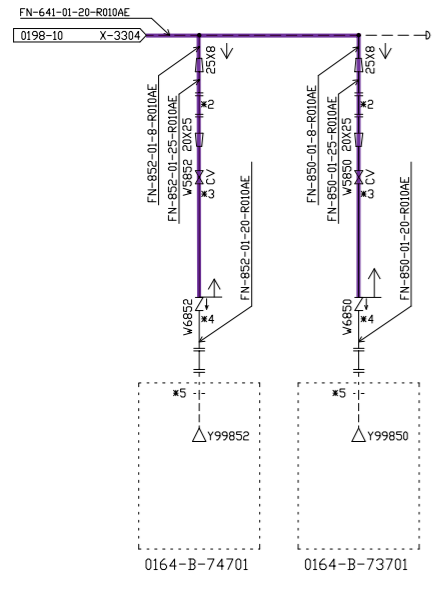 FN-641-01-20-R010AE
0198-10 X-3304
25X8
FN-852-01-8-R010AE
FN-852-01-25-R010AE
*2
20X25
W5852
CV
*3
FN-852-01-20-R010AE
W6852
*4
*5
Y99852
0164-B-74701
25X8
FN-850-01-8-R010AE
FN-850-01-25-R010AE
*2
20X25
W5850
CV
*3
FN-850-01-20-R010AE
W6850
*4
*5
Y99850
0164-B-73701